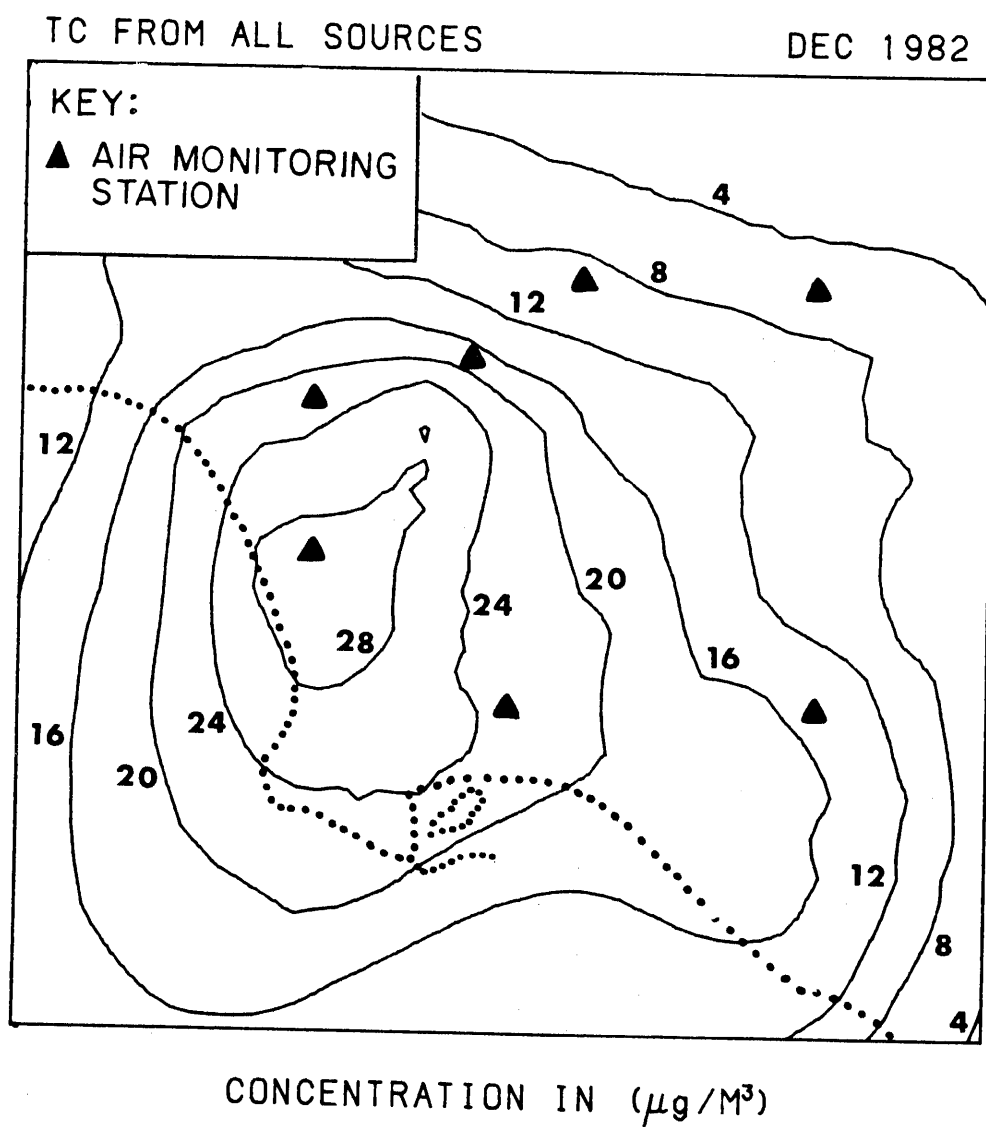 TC FROM ALL SOURCES DEC 1982
KEY:
▲ AIR MONITORING
STATION
4
8
12
12
20
24
28
16
24
16
20
12
8
4
CONCENTRATION IN (µg/M³)